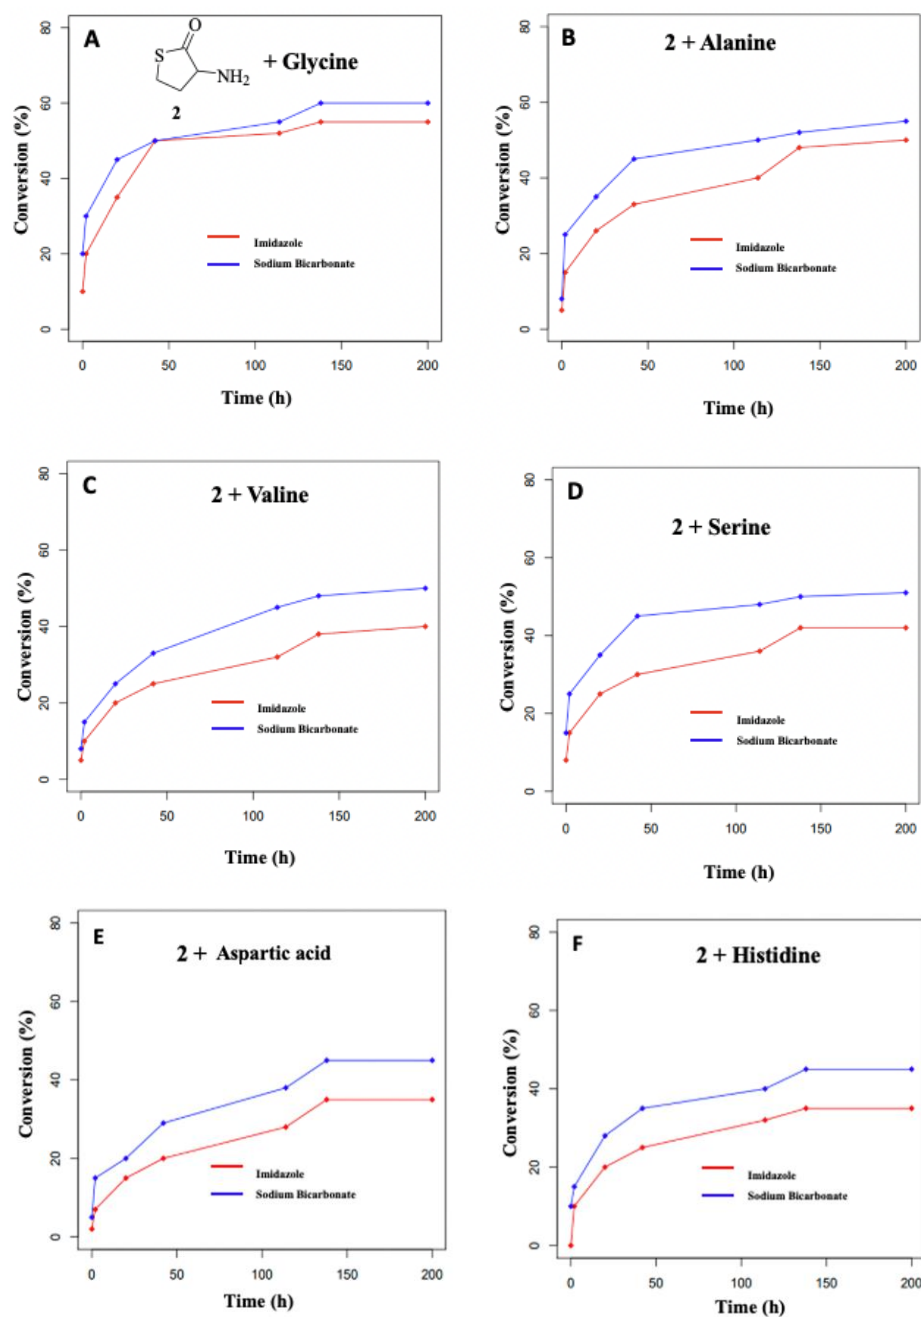 A
O
S
NH2
2
+ Glycine
Conversion (%)
80
60
40
20
0
Imidazole
Sodium Bicarbonate
0 50 100 150 200
Time (h)
B
2 + Alanine
Conversion (%)
80
60
40
20
0
Imidazole
Sodium Bicarbonate
0 50 100 150 200
Time (h)
C
2 + Valine
Conversion (%)
80
60
40
20
0
Imidazole
Sodium Bicarbonate
0 50 100 150 200
Time (h)
D
2 + Serine
Conversion (%)
80
60
40
20
0
Imidazole
Sodium Bicarbonate
0 50 100 150 200
Time (h)
E
2 + Aspartic acid
Conversion (%)
80
60
40
20
0
Imidazole
Sodium Bicarbonate
0 50 100 150 200
Time (h)
F
2 + Histidine
Conversion (%)
80
60
40
20
0
Imidazole
Sodium Bicarbonate
0 50 100 150 200
Time (h)